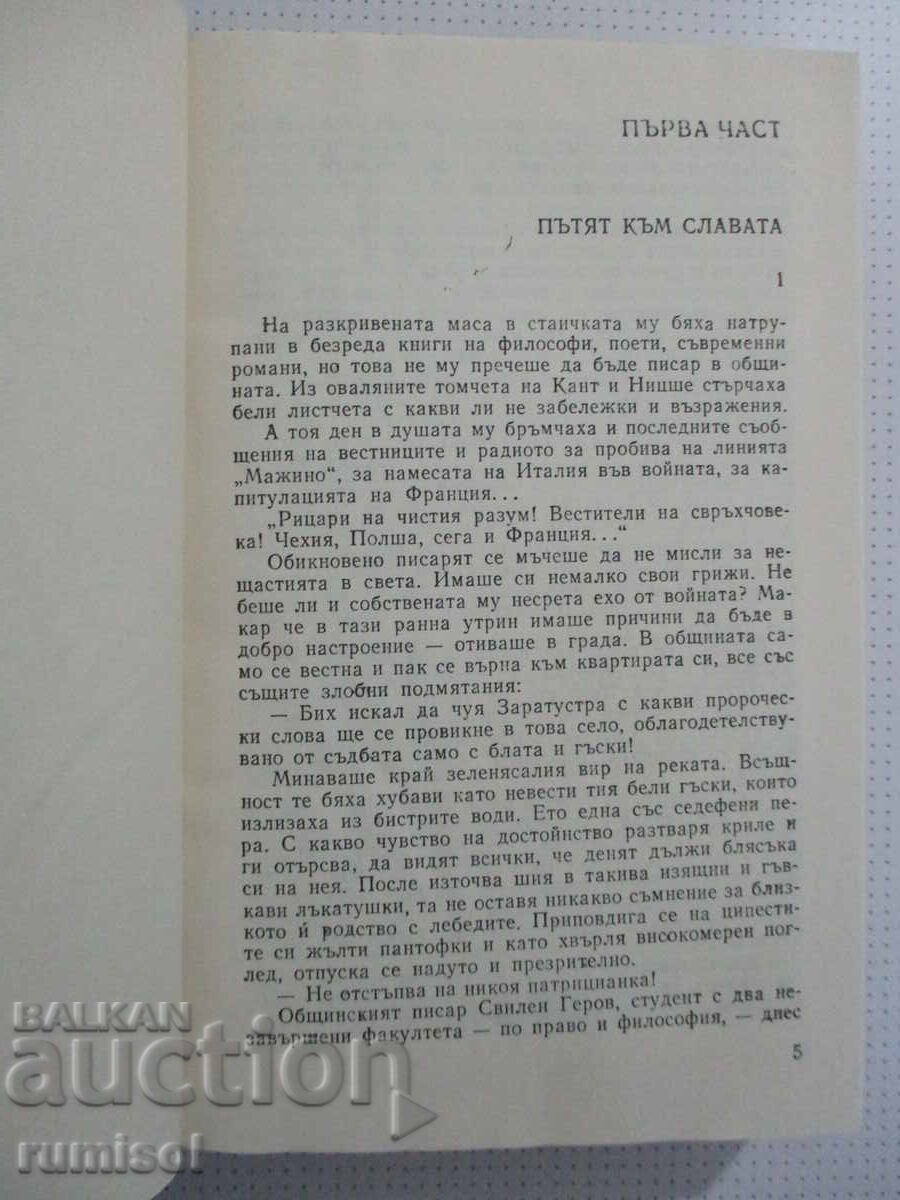 ПЪРВА ЧАСТ
ПЪТЯТ КЪМ СЛАВАТА
1
На разкривената маса в стаичката му бяха натру-
пани в безреда книги на философи, поети, съвременни
романи, но това не му пречеше да бъде писар в общи-
ната. Из оваляните томчета на Кант и Ницше стърчаха
бели листчета с какви ли не забележки и възражения.
А тоя ден в душата му бръмчаха и последните съоб-
щения на вестниците и радиото за пробива на линията
„Мажино“, за намесата на Италия във войната, за ка-
питулацията на Франция...
„Рицари на чистия разум! Вестители на свръхчове-
ка! Чехия, Полша, сега и Франция...“
Обикновено писарят се мъчеше да не мисли за не-
щастията в света. Имаше си немалко свои грижи. Не
беше ли и собствената му несрета ехо от войната? Ма-
кар че в тази ранна утрин имаше причини да бъде в
добро настроение — отиваше в града. В общината са-
мо се вестна и пак се върна към квартирата си, все със
същите злобни подмятания:
— Бих искал да чуя Заратустра с какви пророчес-
ки слова ще се провикне в това село, облагодетелству-
вано от съдбата само с блата и гъски!
Минаваше край зеленясалия вир на реката. Всъщ-
ност те бяха хубави като невести тия бели гъски, които
излизаха из бистрите води. Ето една със седефени пе-
ра. С какво чувство на достойнство разтваря криле и
ги отърсва, да видят всички, че денят дължи блясъка
си на нея. После източва шия в такива изящни и гъв-
кави лъкатушки, та не оставя никакво съмнение за близ-
кото ѝ родство с лебедите. Приповдига се на ципести-
те си жълти пантофки и като хвърля високомерен пог-
лед, отпуска се надуто и презрително.
— Не отстъпва на никоя патрицианка!
Общинският писар Свилен Геров, студент с два не-
завършени факултета — по право и философия, — днес
5
BALKAN
auction
rumisol